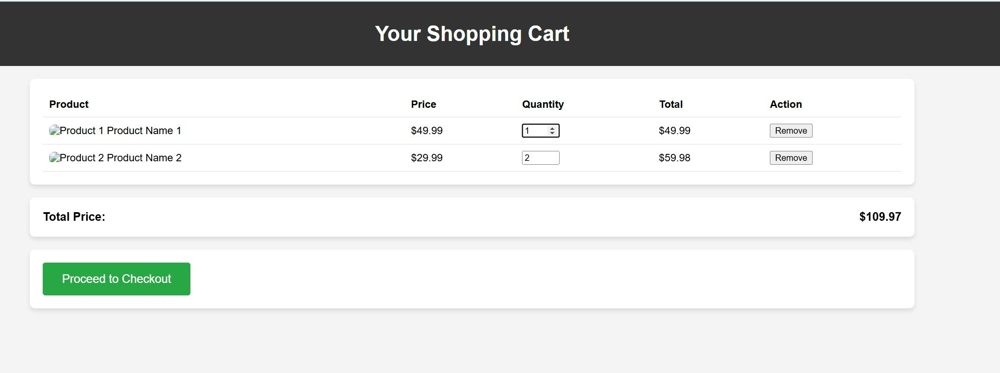 Your Shopping Cart
Product Price Quantity Total Action
Product 1 Product Name 1 $49.99 1 $49.99 Remove
Product 2 Product Name 2 $29.99 2 $59.98 Remove
Total Price: $109.97
Proceed to Checkout